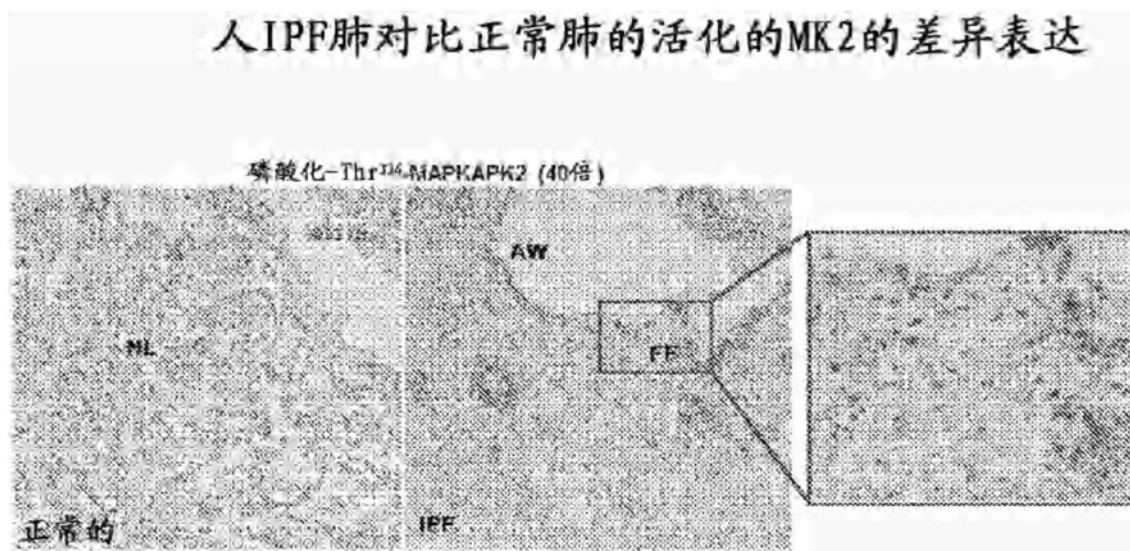 人IPF肺对比正常肺的活化的MK2的差异表达
磷酸化-Thr³³⁴-MAPKAPK2 (40倍)
AW
NL
FF
正常的
IPF